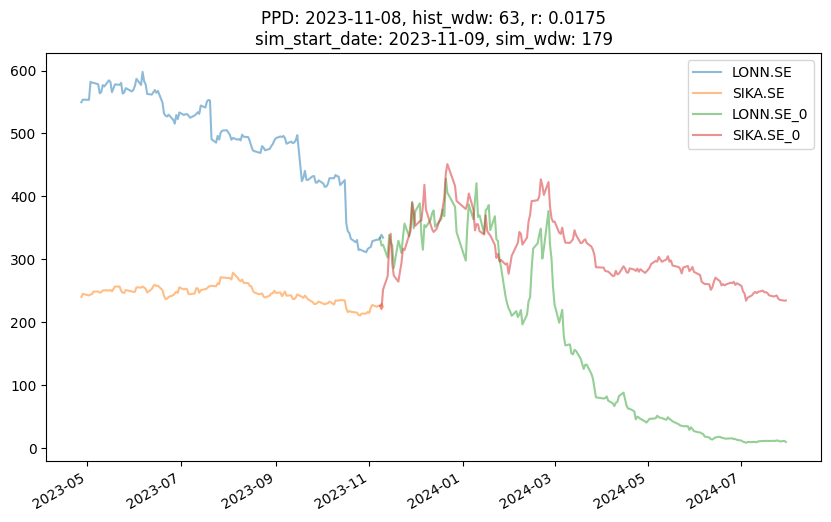 PPD: 2023-11-08, hist_wdw: 63, r: 0.0175
sim_start_date: 2023-11-09, sim_wdw: 179
LONN.SE
SIKA.SE
LONN.SE_0
SIKA.SE_0
600
500
400
300
200
100
0
2023-05
2023-07
2023-09
2023-11
2024-01
2024-03
2024-05
2024-07